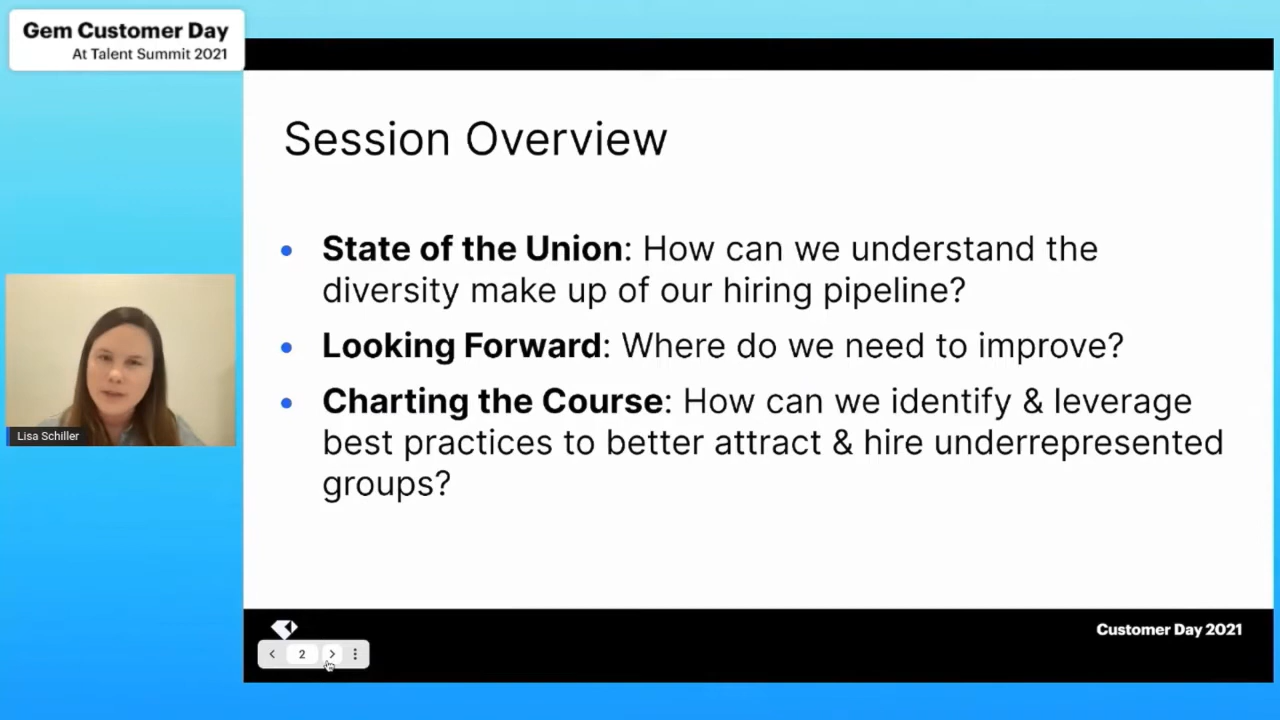 Gem Customer Day
At Talent Summit 2021
Session Overview
State of the Union: How can we understand the
diversity make up of our hiring pipeline?
Looking Forward: Where do we need to improve?
Charting the Course: How can we identify & leverage
best practices to better attract & hire underrepresented
groups?
Lisa Schiller
Customer Day 2021
2